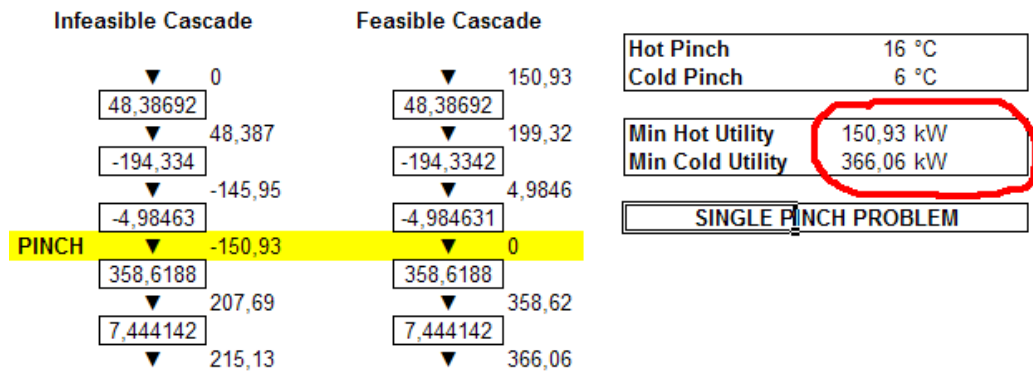 Infeasible Cascade
▼ 0
48,38692
▼ 48,387
-194,334
▼ -145,95
-4,98463
PINCH ▼ -150,93
358,6188
▼ 207,69
7,444142
▼ 215,13
Feasible Cascade
▼ 150,93
48,38692
▼ 199,32
-194,3342
▼ 4,9846
-4,984631
▼ 0
358,6188
▼ 358,62
7,444142
▼ 366,06
Hot Pinch 16 °C
Cold Pinch 6 °C
Min Hot Utility 150,93 kW
Min Cold Utility 366,06 kW
SINGLE PINCH PROBLEM